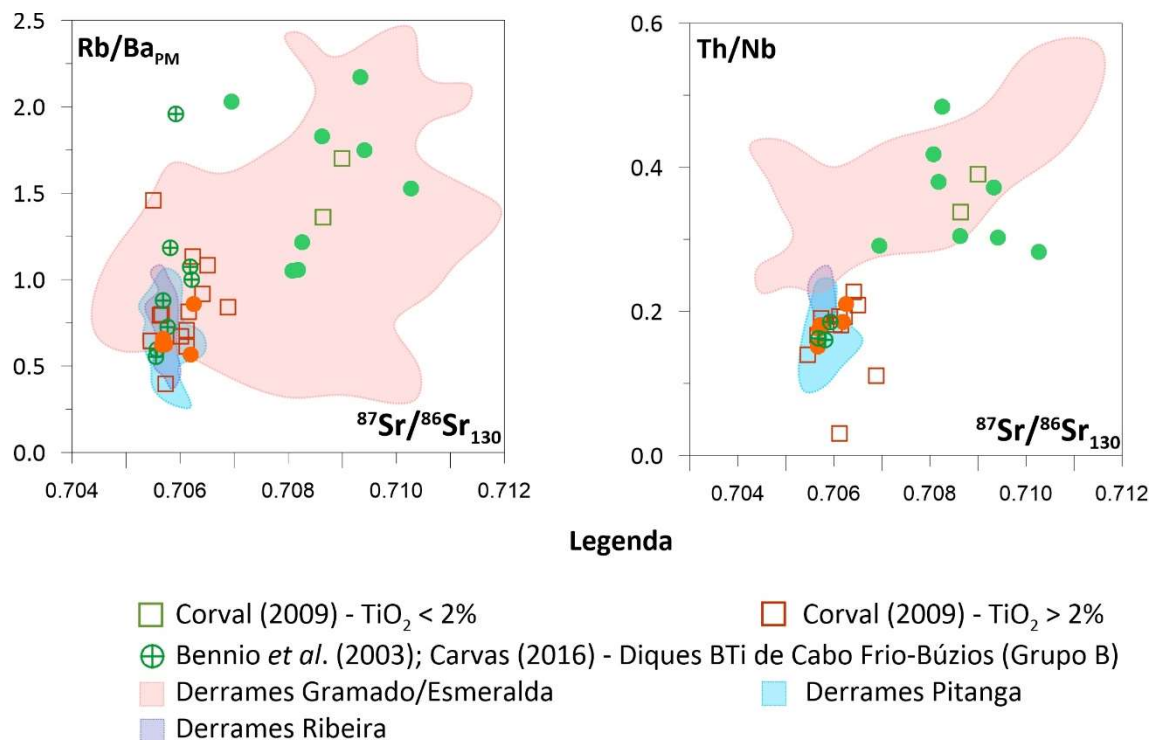 Rb/BaPM
2.5
2.0
1.5
1.0
0.5
0.0
87Sr/86Sr130
0.704 0.706 0.708 0.710 0.712
Th/Nb
0.6
0.4
0.2
0.0
87Sr/86Sr130
0.704 0.706 0.708 0.710 0.712
Legenda
Corval (2009) - TiO2 < 2%
Corval (2009) - TiO2 > 2%
Bennio et al. (2003); Carvas (2016) - Diques BTi de Cabo Frio-Búzios (Grupo B)
Derrames Gramado/Esmeralda
Derrames Pitanga
Derrames Ribeira